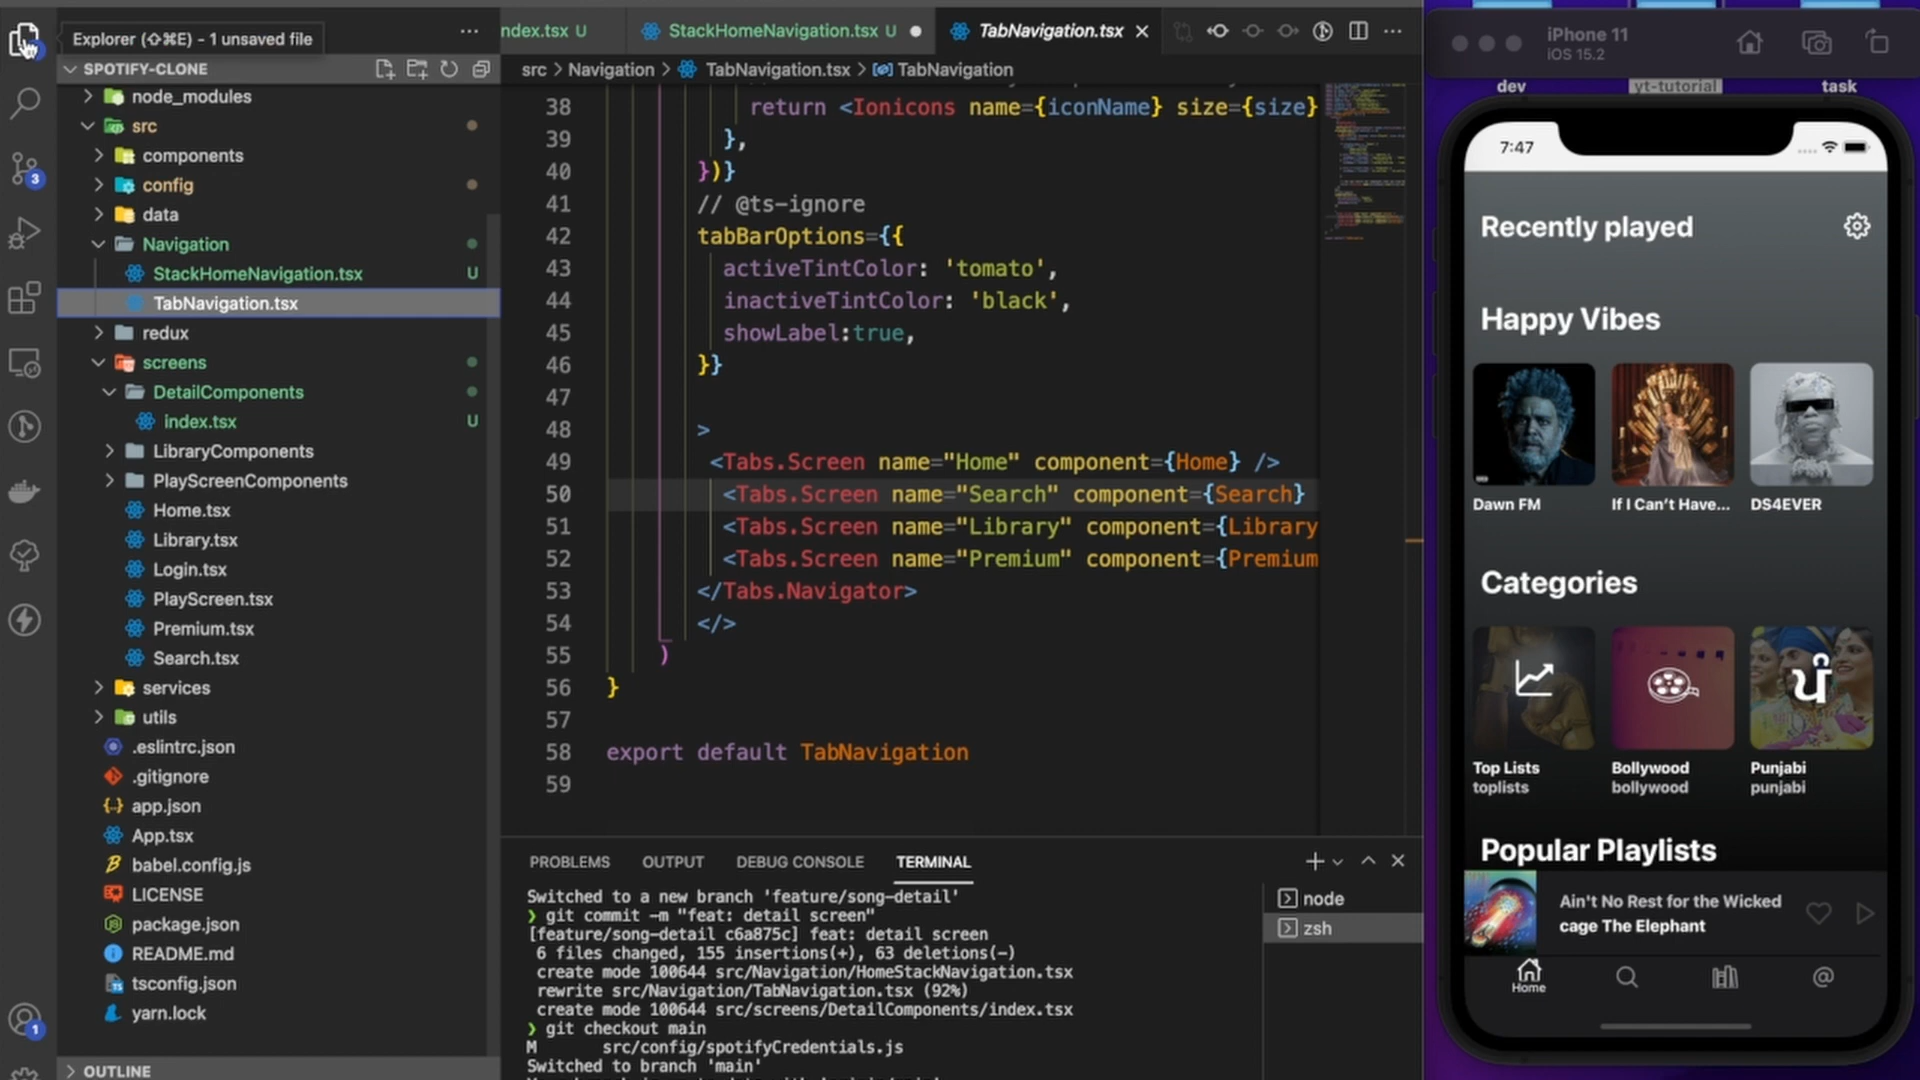 Explorer (⇧⌘E) - 1 unsaved file
SPOTIFY-CLONE
node_modules
src
components
config
data
Navigation
StackHomeNavigation.tsx U
TabNavigation.tsx
redux
screens
DetailComponents
index.tsx U
LibraryComponents
PlayScreenComponents
Home.tsx
Library.tsx
Login.tsx
PlayScreen.tsx
Premium.tsx
Search.tsx
services
utils
.eslintrc.json
.gitignore
app.json
App.tsx
babel.config.js
LICENSE
package.json
README.md
tsconfig.json
yarn.lock
OUTLINE
3
1
ndex.tsx U
StackHomeNavigation.tsx U
TabNavigation.tsx
src > Navigation > TabNavigation.tsx > TabNavigation
38 return <Ionicons name={iconName} size={size}
39 },
40 })}
41 // @ts-ignore
42 tabBarOptions={{
43 activeTintColor: 'tomato',
44 inactiveTintColor: 'black',
45 showLabel:true,
46 }}
47
48 >
49 <Tabs.Screen name="Home" component={Home} />
50 <Tabs.Screen name="Search" component={Search}
51 <Tabs.Screen name="Library" component={Library
52 <Tabs.Screen name="Premium" component={Premium
53 </Tabs.Navigator>
54 </>
55 )
56 }
57
58 export default TabNavigation
59
PROBLEMS OUTPUT DEBUG CONSOLE TERMINAL
Switched to a new branch 'feature/song-detail'
❯ git commit -m "feat: detail screen"
[feature/song-detail c6a875c] feat: detail screen
6 files changed, 155 insertions(+), 63 deletions(-)
create mode 100644 src/Navigation/HomeStackNavigation.tsx
rewrite src/Navigation/TabNavigation.tsx (92%)
create mode 100644 src/screens/DetailComponents/index.tsx
❯ git checkout main
M src/config/spotifyCredentials.js
Switched to branch 'main'
node
zsh
iPhone 11
iOS 15.2
dev yt-tutorial task
7:47
Recently played
Happy Vibes
Dawn FM If I Can't Have... DS4EVER
Categories
ਪੰ
Top Lists Bollywood Punjabi
toplists bollywood punjabi
Popular Playlists
Ain't No Rest for the Wicked
cage The Elephant
Home